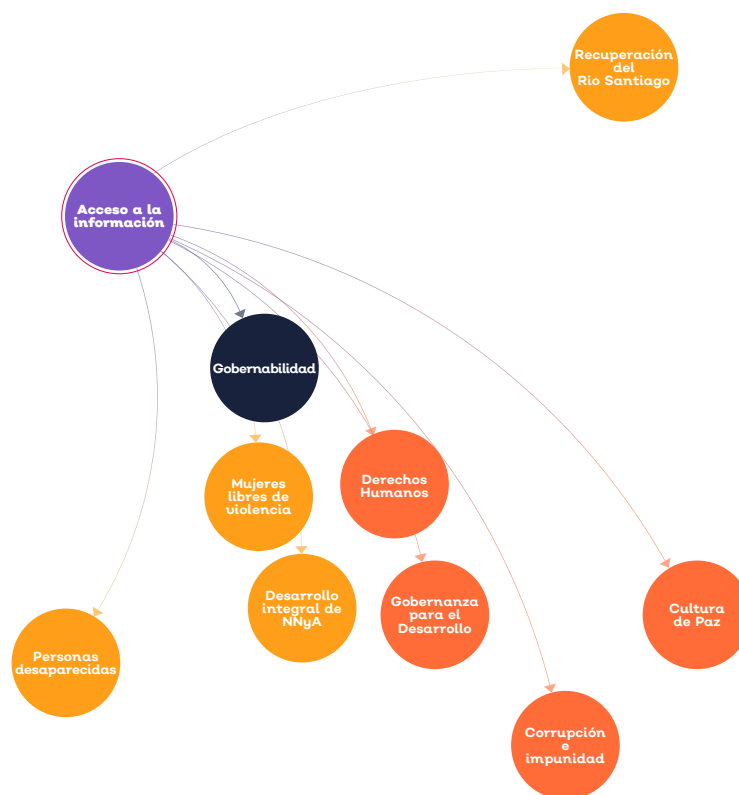 Recuperación
del
Rio Santiago
Acceso a la
información
Gobernabilidad
Mujeres
libres de
violencia
Derechos
Humanos
Desarrollo
integral de
NNyA
Gobernanza
para el
Desarrollo
Cultura
de Paz
Personas
desaparecidas
Corrupción
e
impunidad